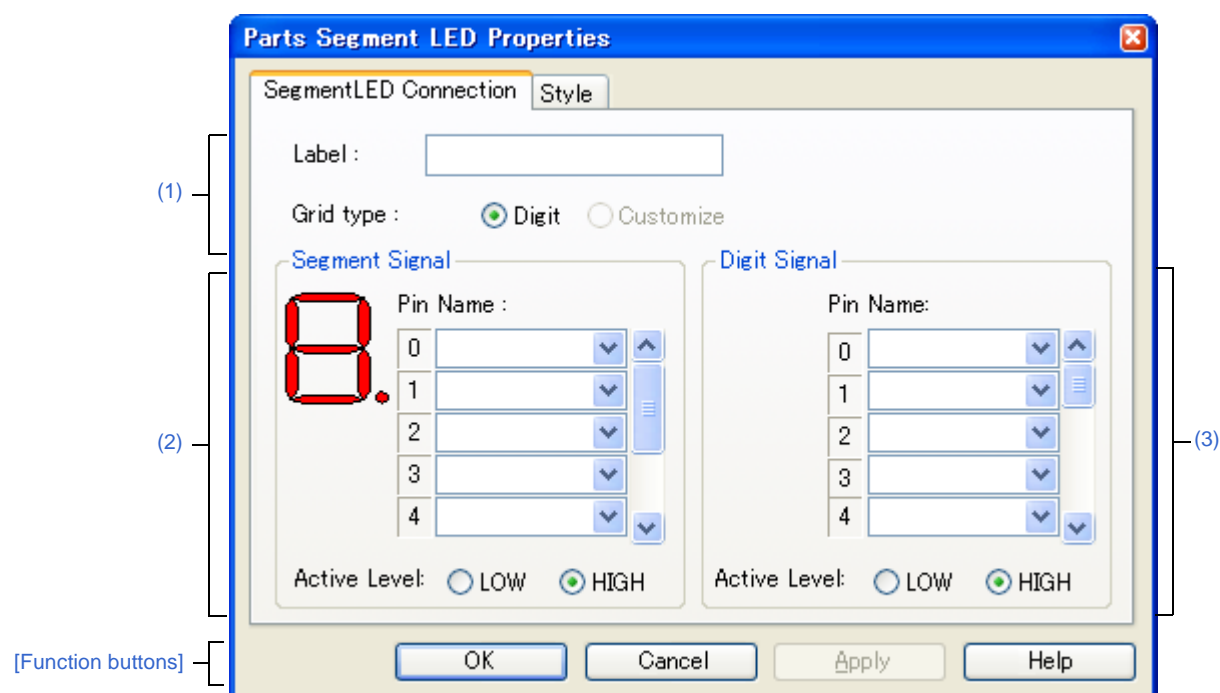 Parts Segment LED Properties
SegmentLED Connection Style
Label :
(1)
Grid type : Digit Customize
Segment Signal
Pin Name :
0
1
2
3
4
Active Level: LOW HIGH
(2)
Digit Signal
Pin Name:
0
1
2
3
4
Active Level: LOW HIGH
(3)
[Function buttons]
OK Cancel Apply Help